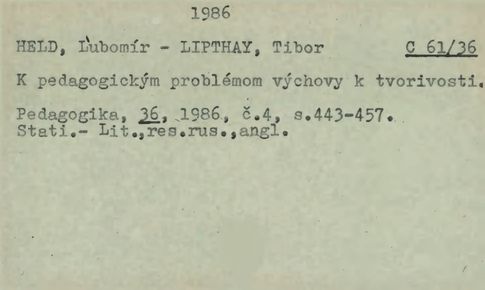 1986
HELD, Ľubomír - LIPTHAY, Tibor C 61/36
K pedagogickým problémom výchovy k tvorivosti.
Pedagogika, 36, 1986, č.4, s.443-457.
Stati.- Lit.,res.rus.,angl.